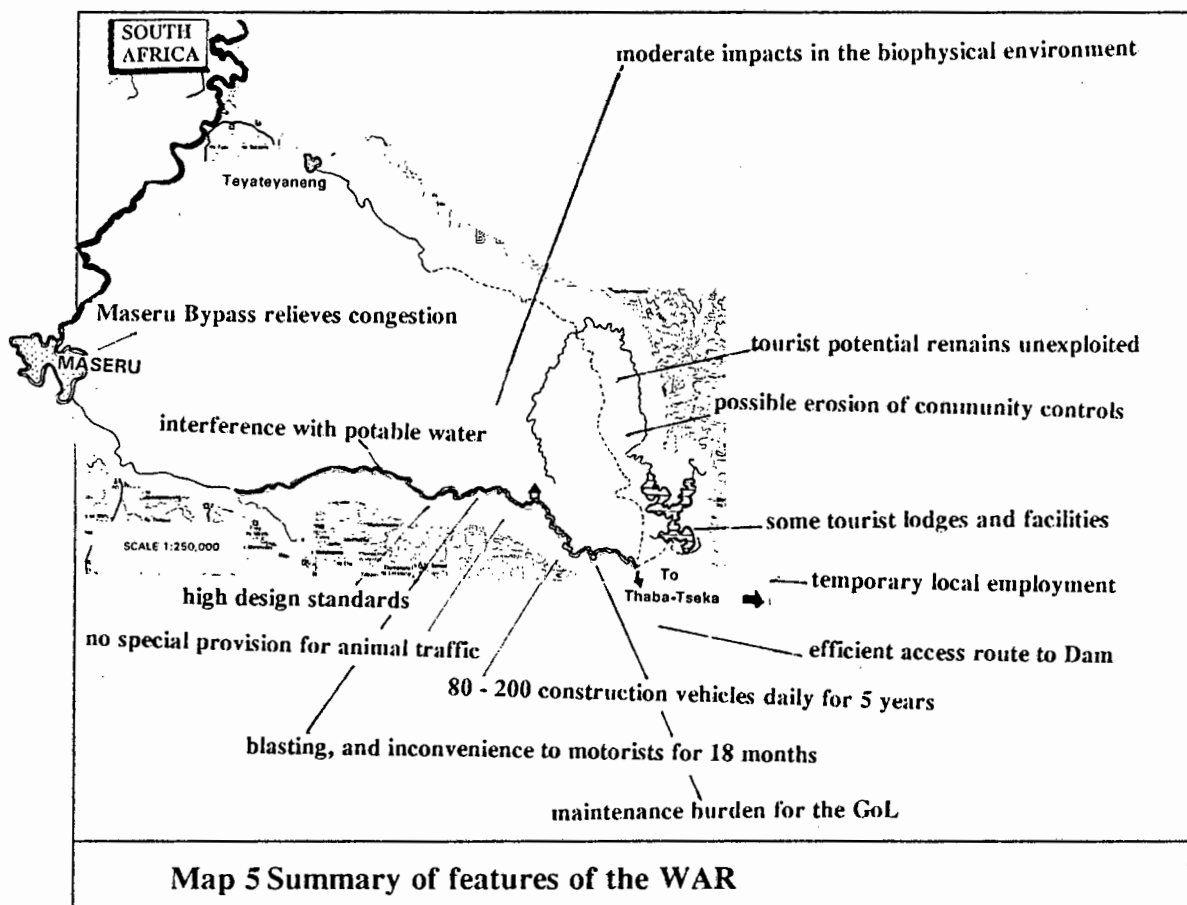 SOUTH
AFRICA
moderate impacts in the biophysical environment
Teyateyaneng
Maseru Bypass relieves congestion
MASERU
tourist potential remains unexploited
possible erosion of community controls
interference with potable water
some tourist lodges and facilities
SCALE 1:250,000
To
Thaba-Tseka
temporary local employment
high design standards
no special provision for animal traffic
efficient access route to Dam
80 - 200 construction vehicles daily for 5 years
blasting, and inconvenience to motorists for 18 months
maintenance burden for the GoL
Map 5 Summary of features of the WAR